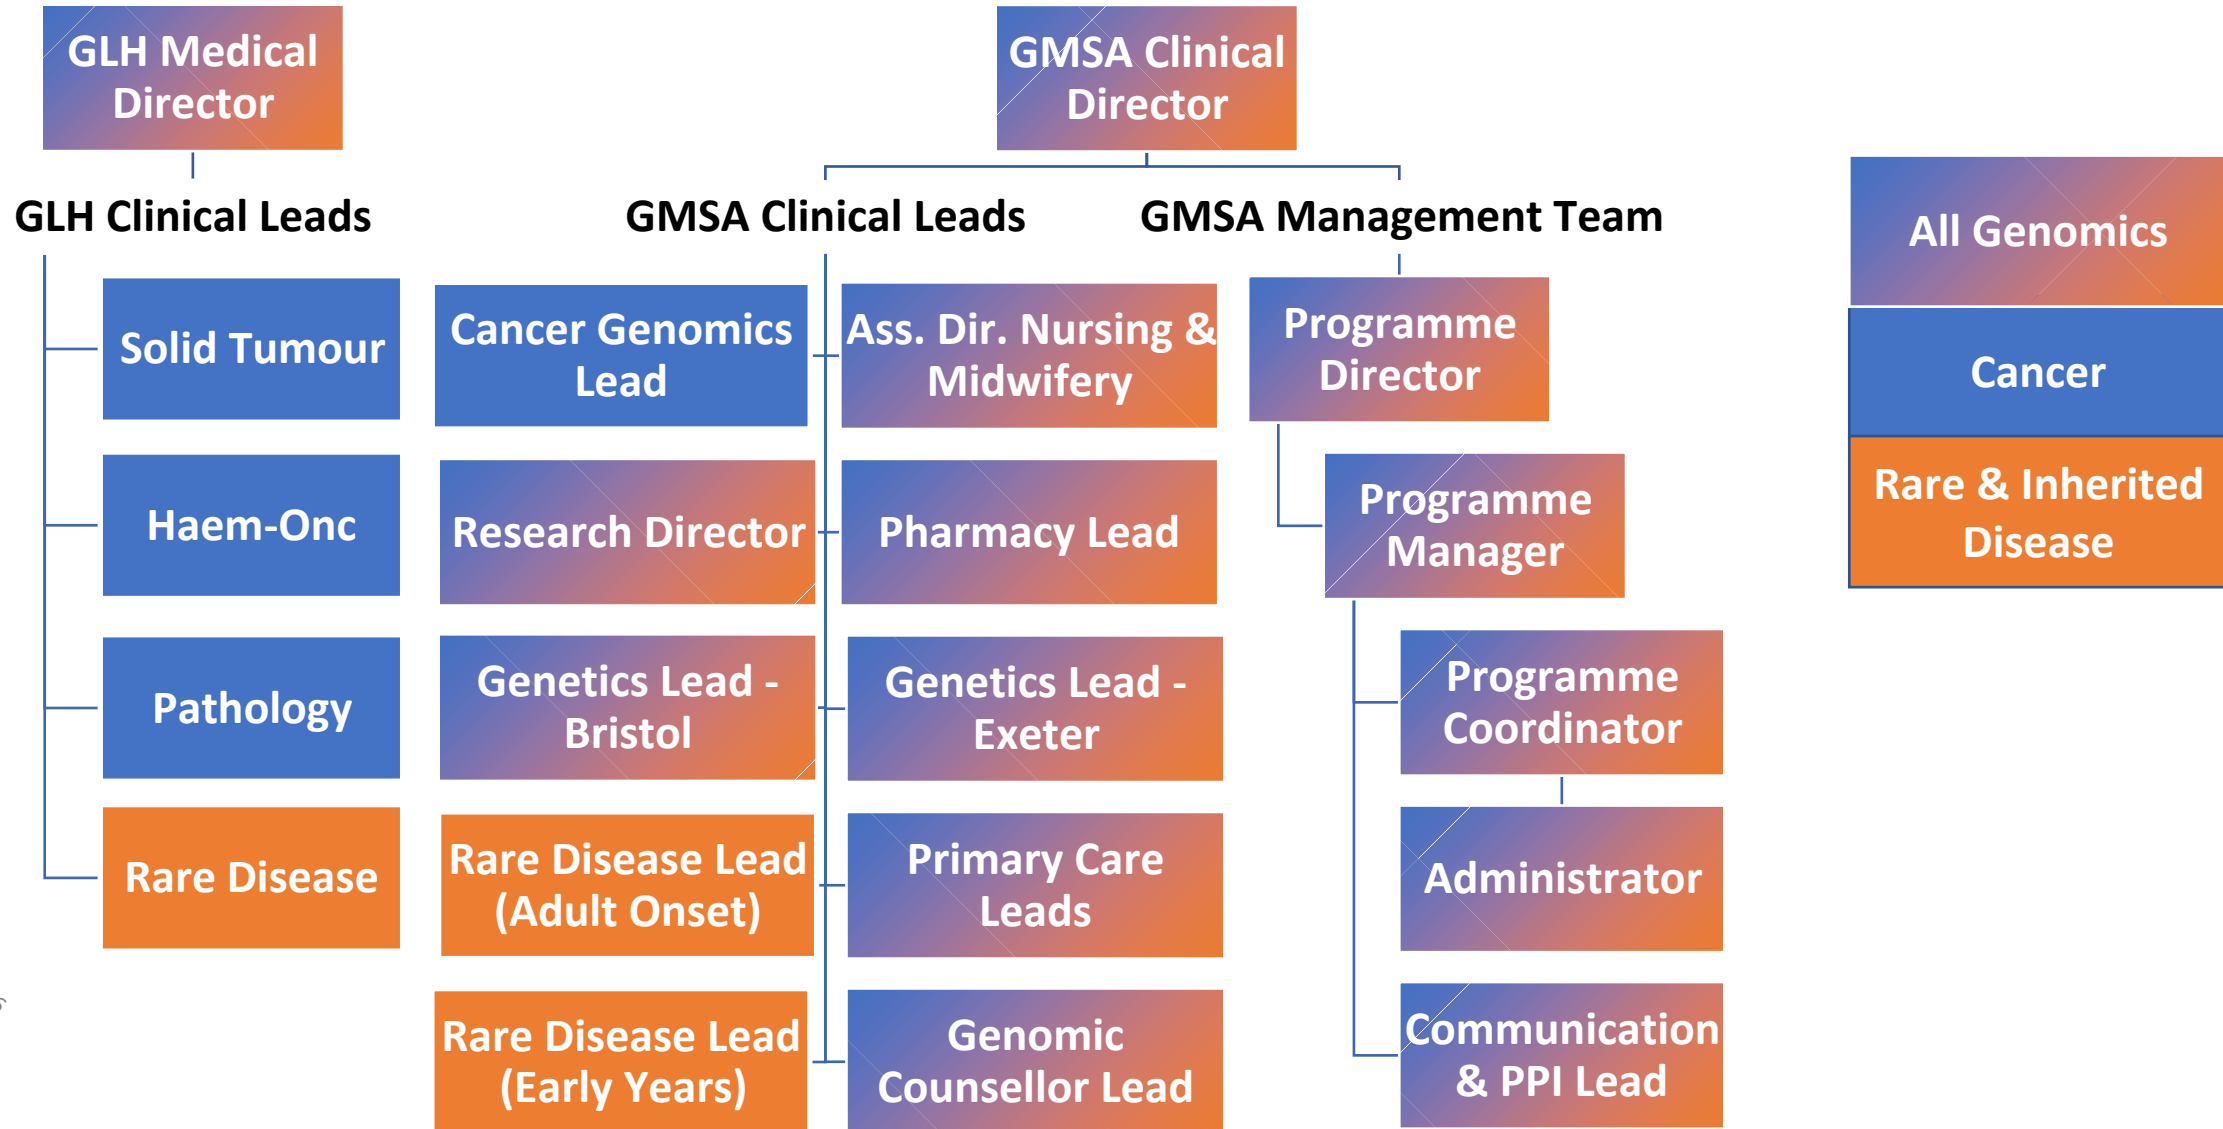 GLH Medical
Director
GMSA Clinical
Director
GLH Clinical Leads
GMSA Clinical Leads
GMSA Management Team
Solid Tumour
Haem-Onc
Pathology
Rare Disease
Cancer Genomics
Lead
Ass. Dir. Nursing &
Midwifery
Research Director
Pharmacy Lead
Genetics Lead -
Bristol
Genetics Lead -
Exeter
Rare Disease Lead
(Adult Onset)
Primary Care
Leads
Rare Disease Lead
(Early Years)
Genomic
Counsellor Lead
Programme
Director
Programme
Manager
Programme
Coordinator
Administrator
Communication
& PPI Lead
All Genomics
Cancer
Rare & Inherited
Disease